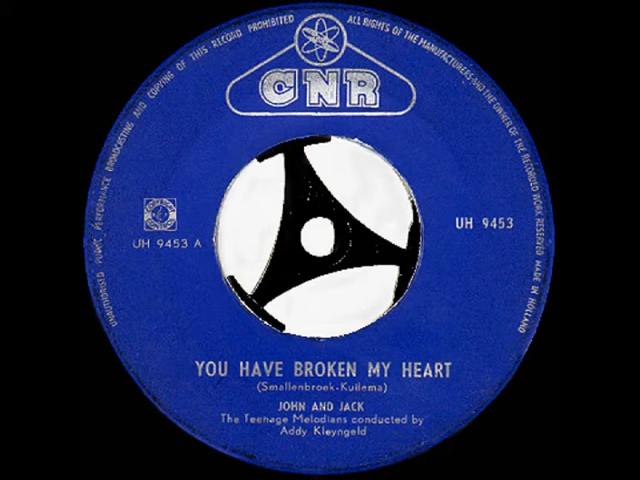 UNAUTHORISED PUBLIC PERFORMANCE BROADCASTING AND COPYING OF THIS RECORD PROHIBITED
ALL RIGHTS OF THE MANUFACTURERS AND THE OWNER OF THE RECORDED WORK RESERVED MADE IN HOLLAND
CNR
UH 9453 A
UH 9453
YOU HAVE BROKEN MY HEART
(Smallenbroek-Kuilema)
JOHN AND JACK
The Teenage Melodians conducted by
Addy Kleyngeld